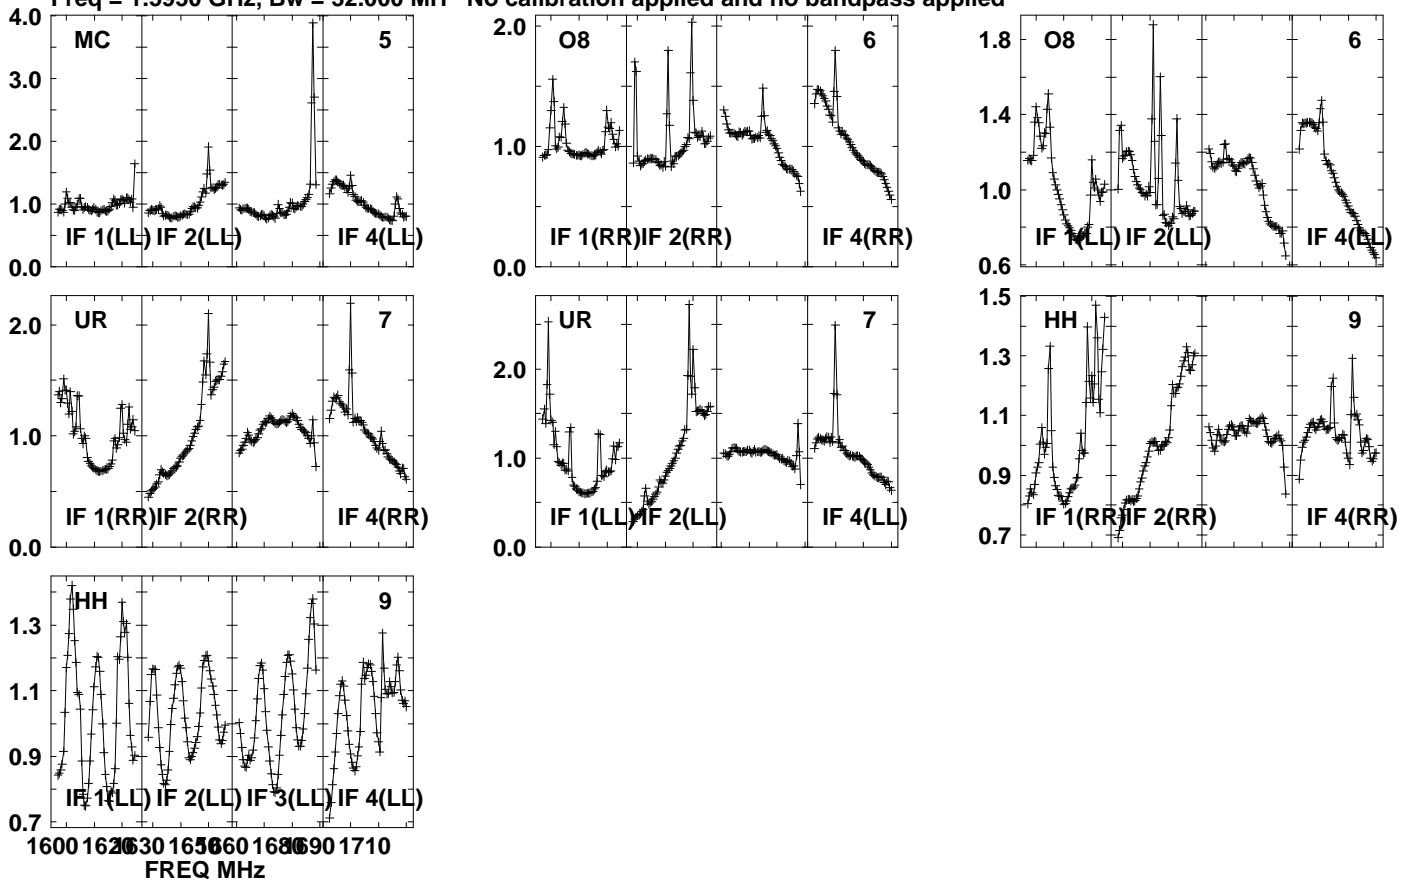 Freq = 1.5950 GHz, Bw = 32.000 MH No calibration applied and no bandpass applied
4.0
3.0
2.0
1.0
0.0
MC 5
IF 1(LL) IF 2(LL) IF 4(LL)
2.0
1.0
0.0
O8 6
IF 1(RR) IF 2(RR) IF 4(RR)
1.8
1.4
1.0
0.6
O8 6
IF 1(LL) IF 2(LL) IF 4(LL)
2.0
1.0
0.0
UR 7
IF 1(RR) IF 2(RR) IF 4(RR)
2.0
1.0
0.0
UR 7
IF 1(LL) IF 2(LL) IF 4(LL)
1.5
1.3
1.1
0.9
0.7
HH 9
IF 1(RR) IF 2(RR) IF 4(RR)
1.3
1.1
0.9
0.7
HH 9
IF 1(LL) IF 2(LL) IF 3(LL) IF 4(LL)
1600 1620 1630 1650 1660 1680 1690 1710
FREQ MHz